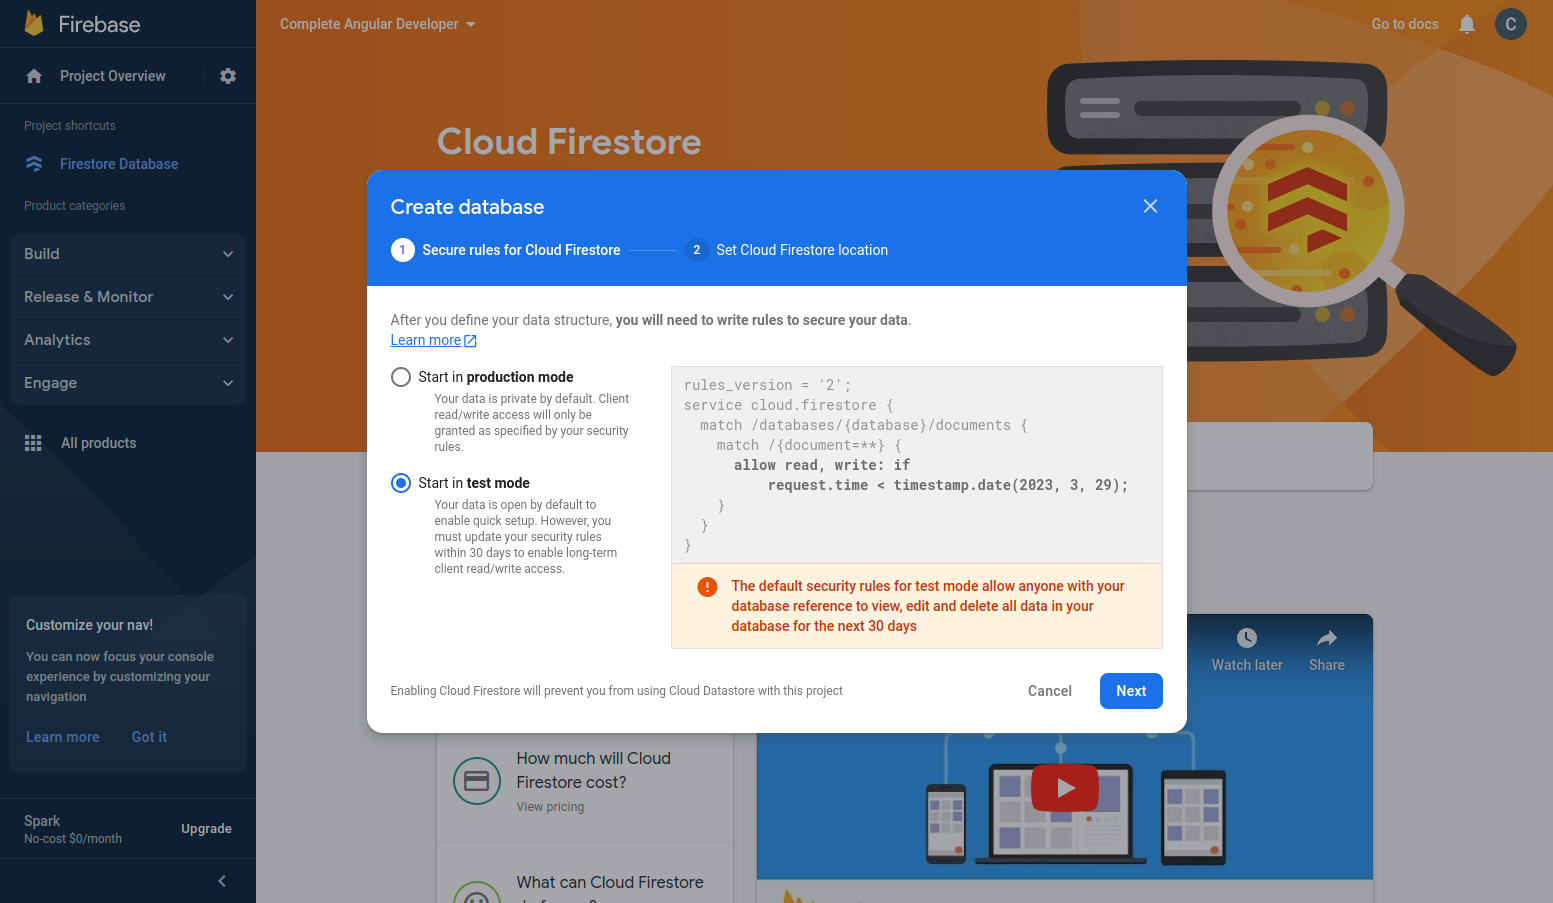 Firebase
Complete Angular Developer
Go to docs
C
Project Overview
Project shortcuts
Firestore Database
Product categories
Build
Release & Monitor
Analytics
Engage
All products
Customize your nav!
You can now focus your console
experience by customizing your
navigation
Learn more
Got it
Spark
No-cost $0/month
Upgrade
Cloud Firestore
Create database
1 Secure rules for Cloud Firestore
2 Set Cloud Firestore location
After you define your data structure, you will need to write rules to secure your data.
Learn more
Start in production mode
Your data is private by default. Client
read/write access will only be
granted as specified by your security
rules.
Start in test mode
Your data is open by default to
enable quick setup. However, you
must update your security rules
within 30 days to enable long-term
client read/write access.
rules_version = '2';
service cloud.firestore {
match /databases/{database}/documents {
match /{document=**} {
allow read, write: if
request.time < timestamp.date(2023, 3, 29);
}
}
}
The default security rules for test mode allow anyone with your
database reference to view, edit and delete all data in your
database for the next 30 days
Enabling Cloud Firestore will prevent you from using Cloud Datastore with this project
Cancel
Next
Watch later
Share
How much will Cloud
Firestore cost?
View pricing
What can Cloud Firestore